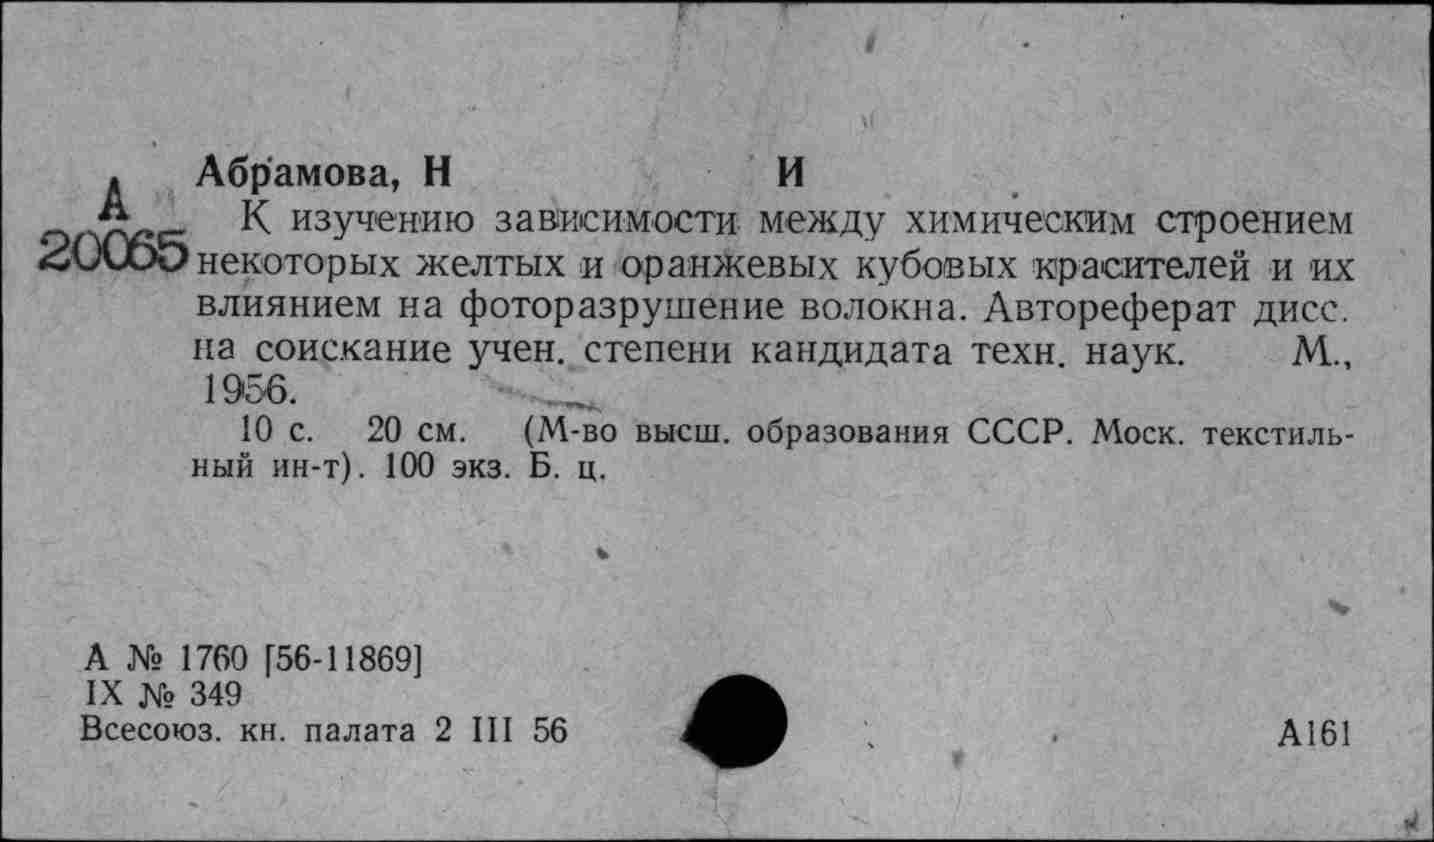 Абрамова, Н И
А
20065
К изучению зависимости между химическим строением
некоторых желтых и оранжевых кубовых красителей и их
влиянием на фоторазрушение волокна. Автореферат дисс.
на соискание учен. степени кандидата техн. наук. М.,
1956.
10 с. 20 см. (М-во высш. образования СССР. Моск. текстиль-
ный ин-т). 100 экз. Б. ц.
А № 1760 [56-11869]
IX № 349
Всесоюз. кн. палата 2 III 56
А161